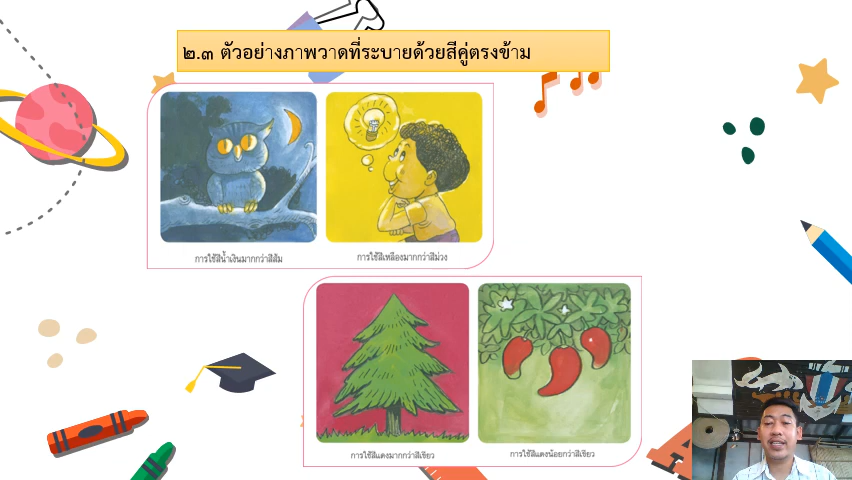 ๒.๓ ตัวอย่างภาพวาดที่ระบายด้วยสีคู่ตรงข้าม
การใช้สีน้ำเงินมากกว่าสีส้ม
การใช้สีเหลืองมากกว่าสีม่วง
การใช้สีแดงมากกว่าสีเขียว
การใช้สีแดงน้อยกว่าสีเขียว